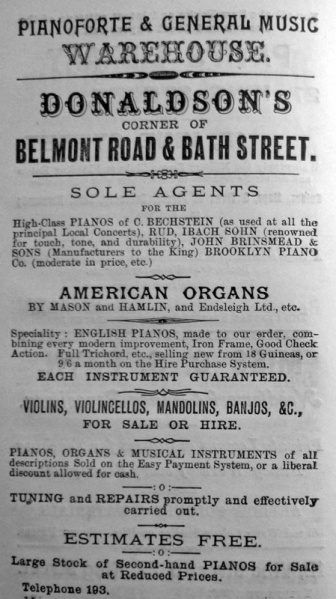 PIANOFORTE & GENERAL MUSIC
WAREHOUSE.
DONALDSON'S
CORNER OF
BELMONT ROAD & BATH STREET.
SOLE AGENTS
FOR THE
High-Class PIANOS of C. BECHSTEIN (as used at all the
principal Local Concerts), RUD, IBACH SOHN (renowned
for touch, tone, and durability), JOHN BRINSMEAD &
SONS (Manufacturers to the King) BROOKLYN PIANO
Co. (moderate in price, etc.)
AMERICAN ORGANS
BY MASON and HAMLIN, and Endsleigh Ltd., etc.
Speciality : ENGLISH PIANOS, made to our order, com-
bining every modern improvement, Iron Frame, Good Check
Action. Full Trichord, etc., selling new from 18 Guineas, or
9 6 a month on the Hire Purchase System.
EACH INSTRUMENT GUARANTEED.
VIOLINS, VIOLINCELLOS, MANDOLINS, BANJOS, &C.,
FOR SALE OR HIRE.
PIANOS, ORGANS & MUSICAL INSTRUMENTS of all
descriptions Sold on the Easy Payment System, or a liberal
discount allowed for cash.
:o:
TUNING and REPAIRS promptly and effectively
carried out.
ESTIMATES FREE.
:o:
Large Stock of Second-hand PIANOS for Sale
at Reduced Prices.
Telephone 193.